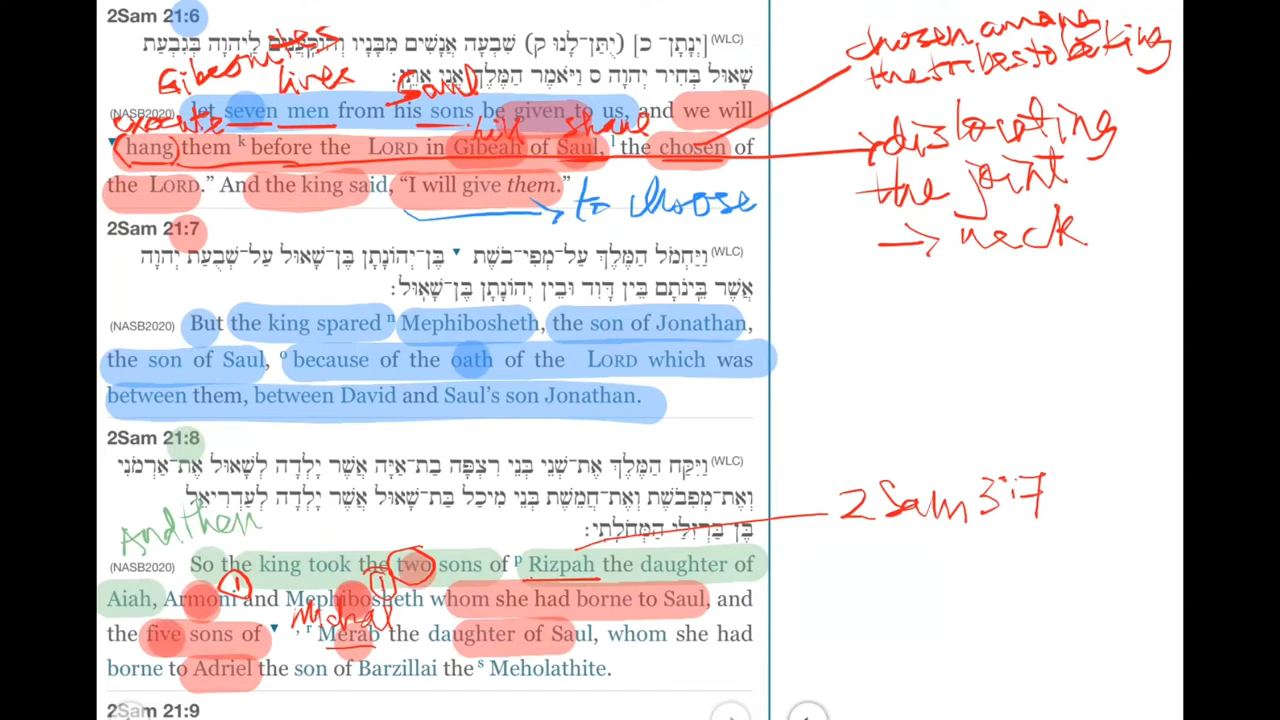 2Sam 21:6
[יִנָּתֶן־ כ] (יֻתַּן־לָנוּ ק) שִׁבְעָה אֲנָשִׁים מִבָּנָיו וְהוֹקַעֲנוּם לַיהוָה בְּגִבְעַת (WLC)
שָׁאוּל בְּחִיר יְהוָה ס וַיֹּאמֶר הַמֶּלֶךְ אֲנִי אֶתֵּן׃
Gibeonites lives Saul
(NASB2020) let seven men from his sons be given to us, and we will
execute hill shaul
hang them k before the LORD in Gibeah of Saul, l the chosen of
the LORD.” And the king said, “I will give them.”
to choose
chosen among
the tribes to be king
dislocating
the joint
→ neck
2Sam 21:7
וַיַּחְמֹל הַמֶּלֶךְ עַל־מְפִי־בֹשֶׁת ▼ בֶּן־יְהוֹנָתָן בֶּן־שָׁאוּל עַל־שְׁבֻעַת יְהוָה (WLC)
אֲשֶׁר בֵּינֹתָם בֵּין דָּוִד וּבֵין יְהוֹנָתָן בֶּן־שָׁאוּל׃
(NASB2020) But the king spared n Mephibosheth, the son of Jonathan,
the son of Saul, o because of the oath of the LORD which was
between them, between David and Saul’s son Jonathan.
2Sam 21:8
וַיִּקַּח הַמֶּלֶךְ אֶת־שְׁנֵי בְּנֵי רִצְפָּה בַת־אַיָּה אֲשֶׁר יָלְדָה לְשָׁאוּל אֶת־אַרְמֹנִי (WLC)
וְאֶת־מְפִבֹשֶׁת וְאֶת־חֲמֵשֶׁת בְּנֵי מִיכַל בַּת־שָׁאוּל אֲשֶׁר יָלְדָה לְעַדְרִיאֵל
בֶּן־בַּרְזִלַּי הַמְּחֹלָתִי׃
And then
2 Sam 3:7
(NASB2020) So the king took the two sons of p Rizpah the daughter of
1 1
Aiah, Armoni and Mephibosheth whom she had borne to Saul, and
Michal
the five sons of ▼, r Merab the daughter of Saul, whom she had
borne to Adriel the son of Barzillai the s Meholathite.
2Sam 21:9